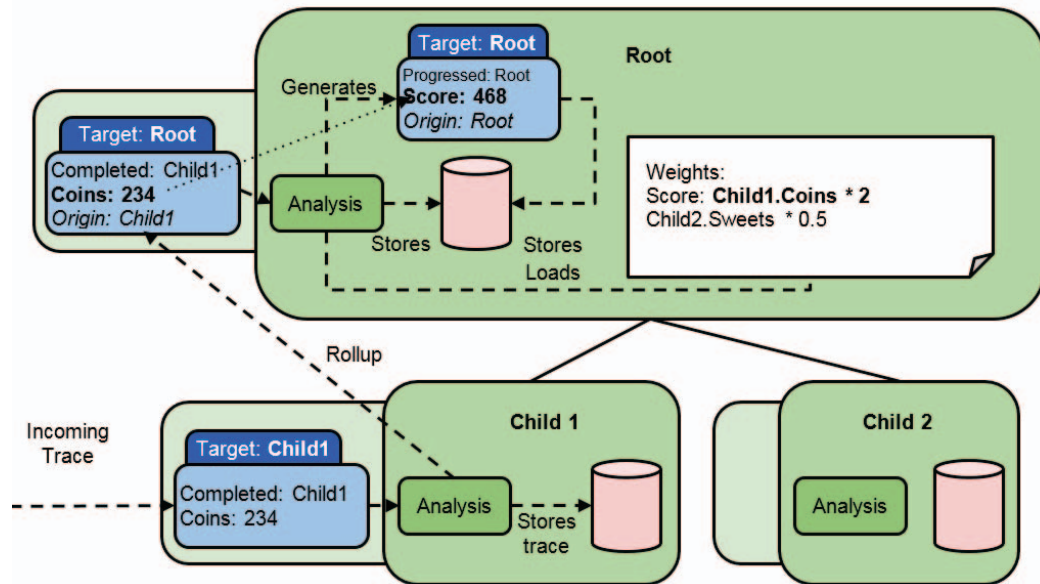 Target: Root
Root
Progressed: Root
Score: 468
Origin: Root
Generates
Target: Root
Completed: Child1
Coins: 234
Origin: Child1
Analysis
Stores
Stores
Loads
Weights:
Score: Child1.Coins * 2
Child2.Sweets * 0.5
Rollup
Incoming
Trace
Target: Child1
Completed: Child1
Coins: 234
Child 1
Analysis
Stores
trace
Child 2
Analysis